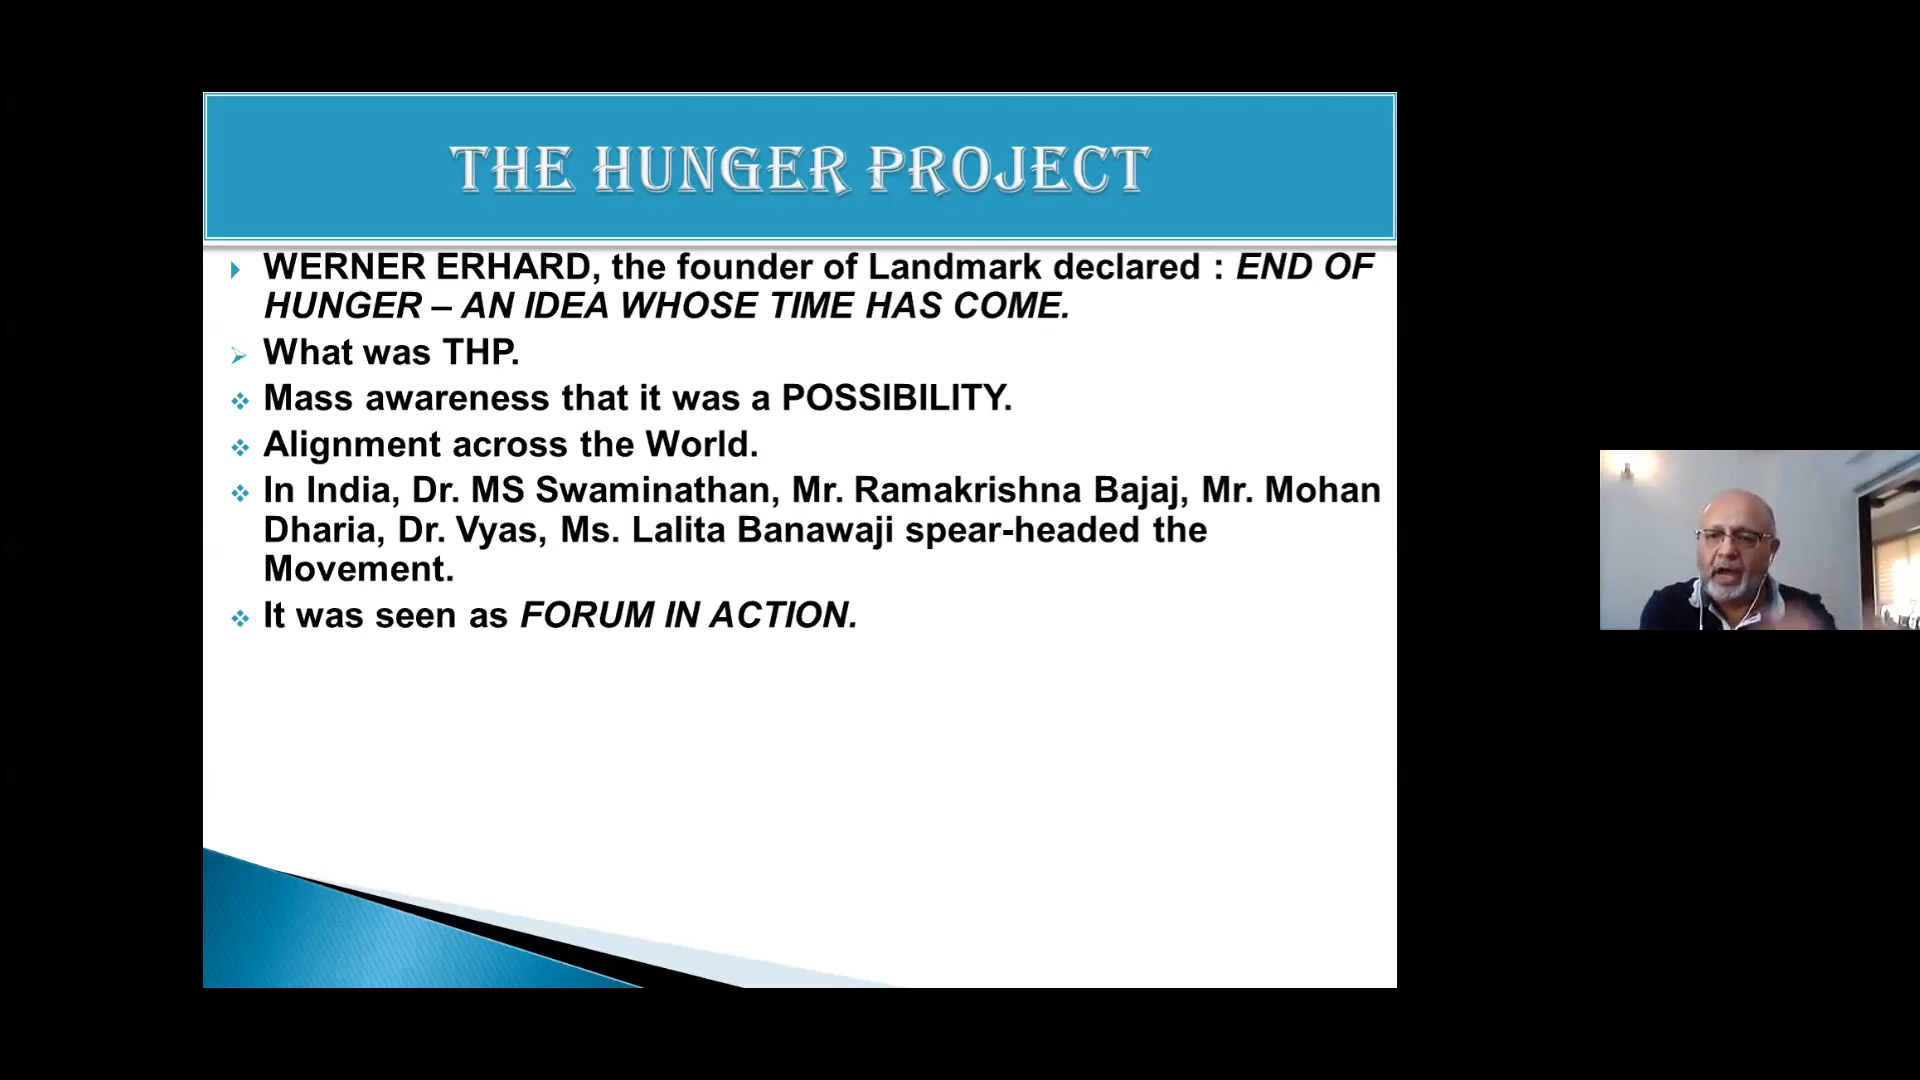 THE HUNGER PROJECT
WERNER ERHARD, the founder of Landmark declared : END OF
HUNGER – AN IDEA WHOSE TIME HAS COME.
What was THP.
Mass awareness that it was a POSSIBILITY.
Alignment across the World.
In India, Dr. MS Swaminathan, Mr. Ramakrishna Bajaj, Mr. Mohan
Dharia, Dr. Vyas, Ms. Lalita Banawaji spear-headed the
Movement.
It was seen as FORUM IN ACTION.